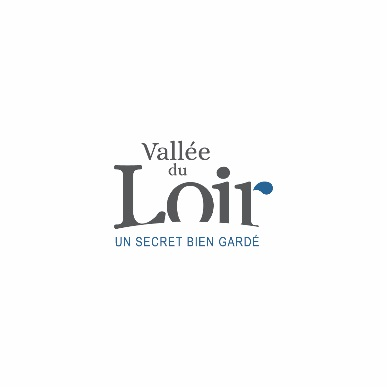 Vallée
du
Loir
UN SECRET BIEN GARDÉ